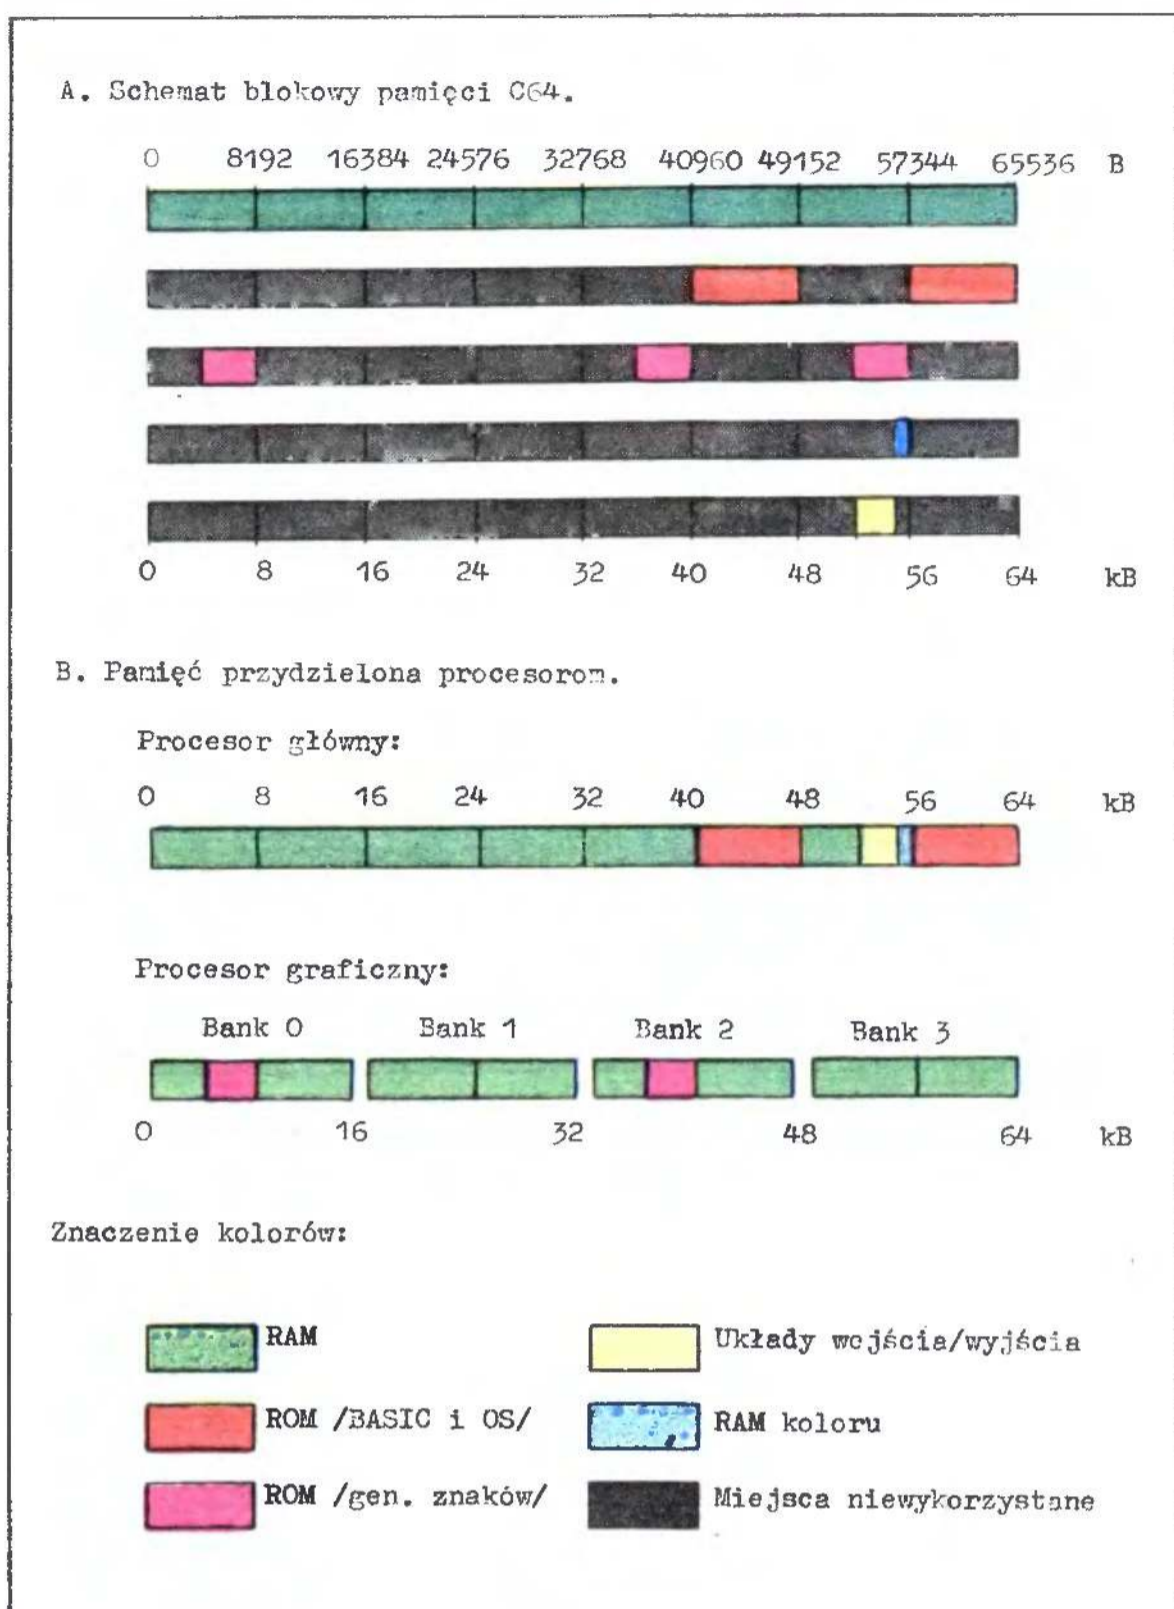 A. Schemat blokowy pamięci C64.
0 8192 16384 24576 32768 40960 49152 57344 65536 B
0 8 16 24 32 40 48 56 64 kB
B. Pamięć przydzielona procesorom.
Procesor główny:
0 8 16 24 32 40 48 56 64 kB
Procesor graficzny:
Bank 0 Bank 1 Bank 2 Bank 3
0 16 32 48 64 kB
Znaczenie kolorów:
RAM Układy wejścia/wyjścia
ROM /BASIC i OS/ RAM koloru
ROM /gen. znaków/ Miejsca niewykorzystane